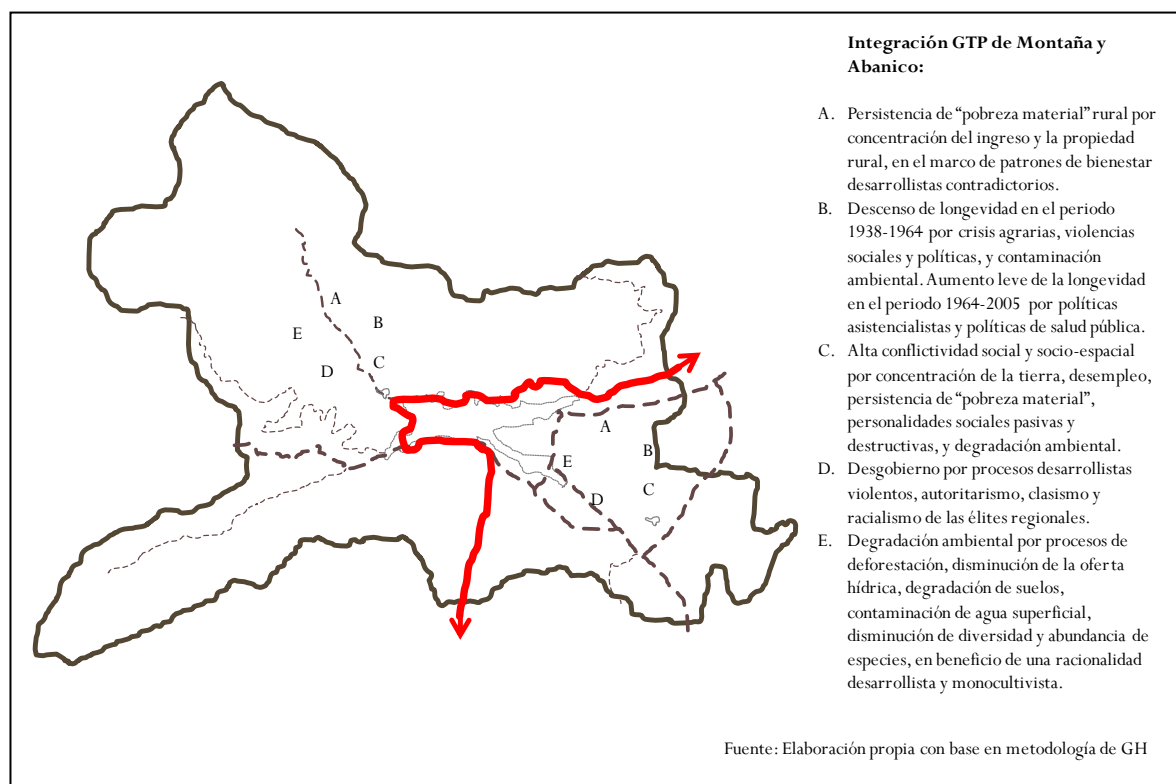 Integración GTP de Montaña y
Abanico:
A. Persistencia de “pobreza material” rural por
concentración del ingreso y la propiedad
rural, en el marco de patrones de bienestar
desarrollistas contradictorios.
B. Descenso de longevidad en el periodo
1938-1964 por crisis agrarias, violencias
sociales y políticas, y contaminación
ambiental. Aumento leve de la longevidad
en el periodo 1964-2005 por políticas
asistencialistas y políticas de salud pública.
C. Alta conflictividad social y socio-espacial
por concentración de la tierra, desempleo,
persistencia de “pobreza material”,
personalidades sociales pasivas y
destructivas, y degradación ambiental.
D. Desgobierno por procesos desarrollistas
violentos, autoritarismo, clasismo y
racialismo de las élites regionales.
E. Degradación ambiental por procesos de
deforestación, disminución de la oferta
hídrica, degradación de suelos,
contaminación de agua superficial,
disminución de diversidad y abundancia de
especies, en beneficio de una racionalidad
desarrollista y monocultivista.
A
B
E
C
D
A
B
E
C
D
Fuente: Elaboración propia con base en metodología de GH